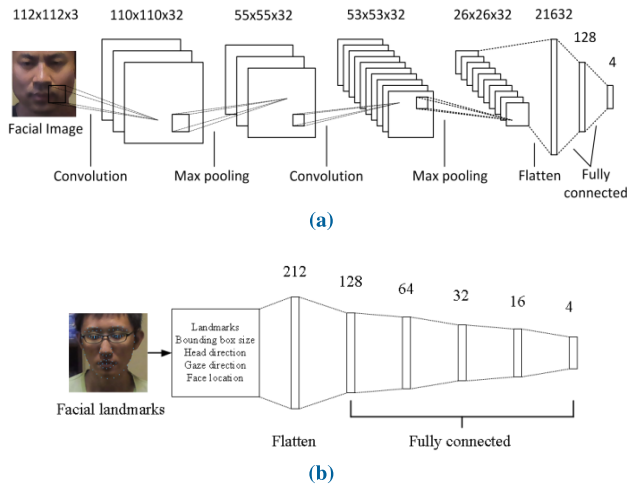 112x112x3 110x110x32 55x55x32 53x53x32 26x26x32 21632
128
4
Facial Image
Convolution Max pooling Convolution Max pooling Flatten Fully
connected
(a)
212 128 64 32 16 4
Landmarks
Bounding box size
Head direction
Gaze direction
Face location
Facial landmarks
Flatten Fully connected
(b)